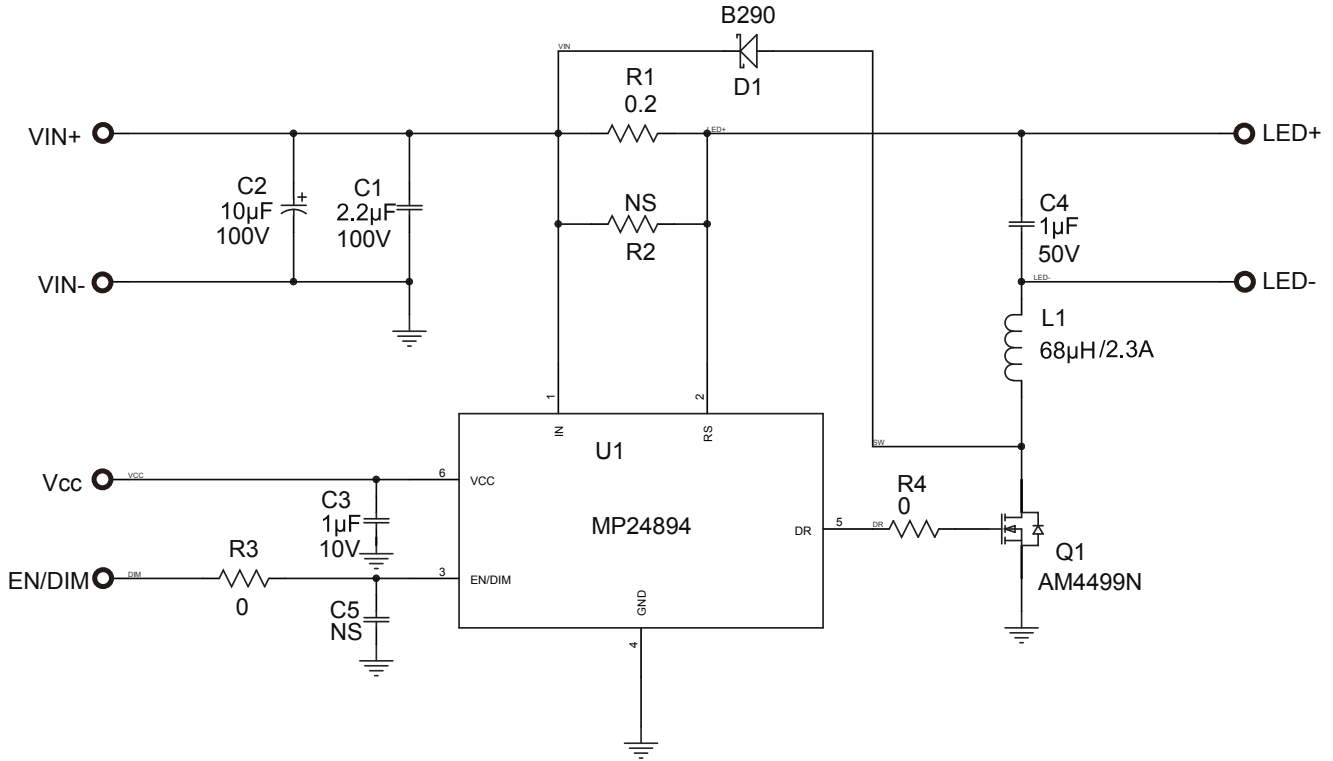 B290
D1
VIN
R1
0.2
VIN+
LED+
LED+
C2
10µF
100V
+
C1
2.2µF
100V
NS
R2
C4
1µF
50V
VIN-
LED-
LED-
L1
68µH/2.3A
1
2
IN
RS
U1
SW
Vcc
VCC
6
VCC
C3
1µF
10V
MP24894
DR
5
DR
R4
0
Q1
AM4499N
R3
0
EN/DIM
DIM
3
EN/DIM
C5
NS
GND
4